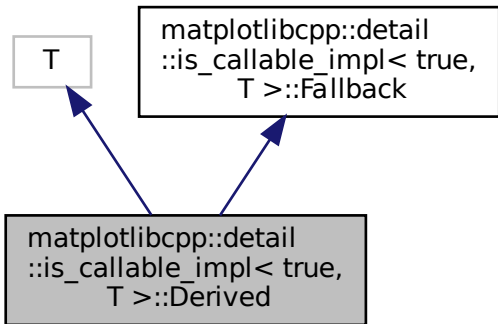 T
matplotlibcpp::detail
::is_callable_impl< true,
T >::Fallback
matplotlibcpp::detail
::is_callable_impl< true,
T >::Derived